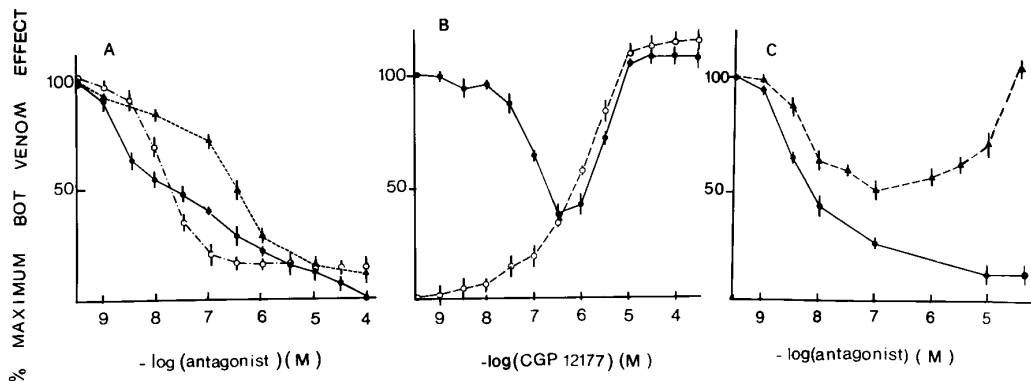 % MAXIMUM BOT VENOM EFFECT
A
100
50
9 8 7 6 5 4
- log (antagonist ) ( M )
B
100
50
9 8 7 6 5 4
-log(CGP 12177) (M)
C
100
50
9 8 7 6 5
-log(antagonist) ( M )